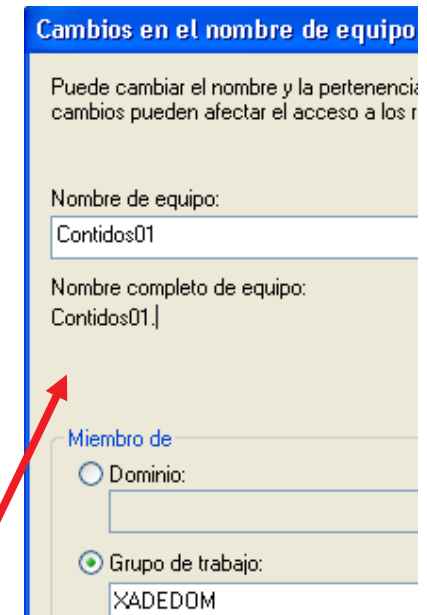 Cambios en el nombre de equipo
Puede cambiar el nombre y la pertenencia
cambios pueden afectar el acceso a los r
Nombre de equipo:
Contidos01
Nombre completo de equipo:
Contidos01.
Miembro de
Dominio:
Grupo de trabajo:
XADEDOM